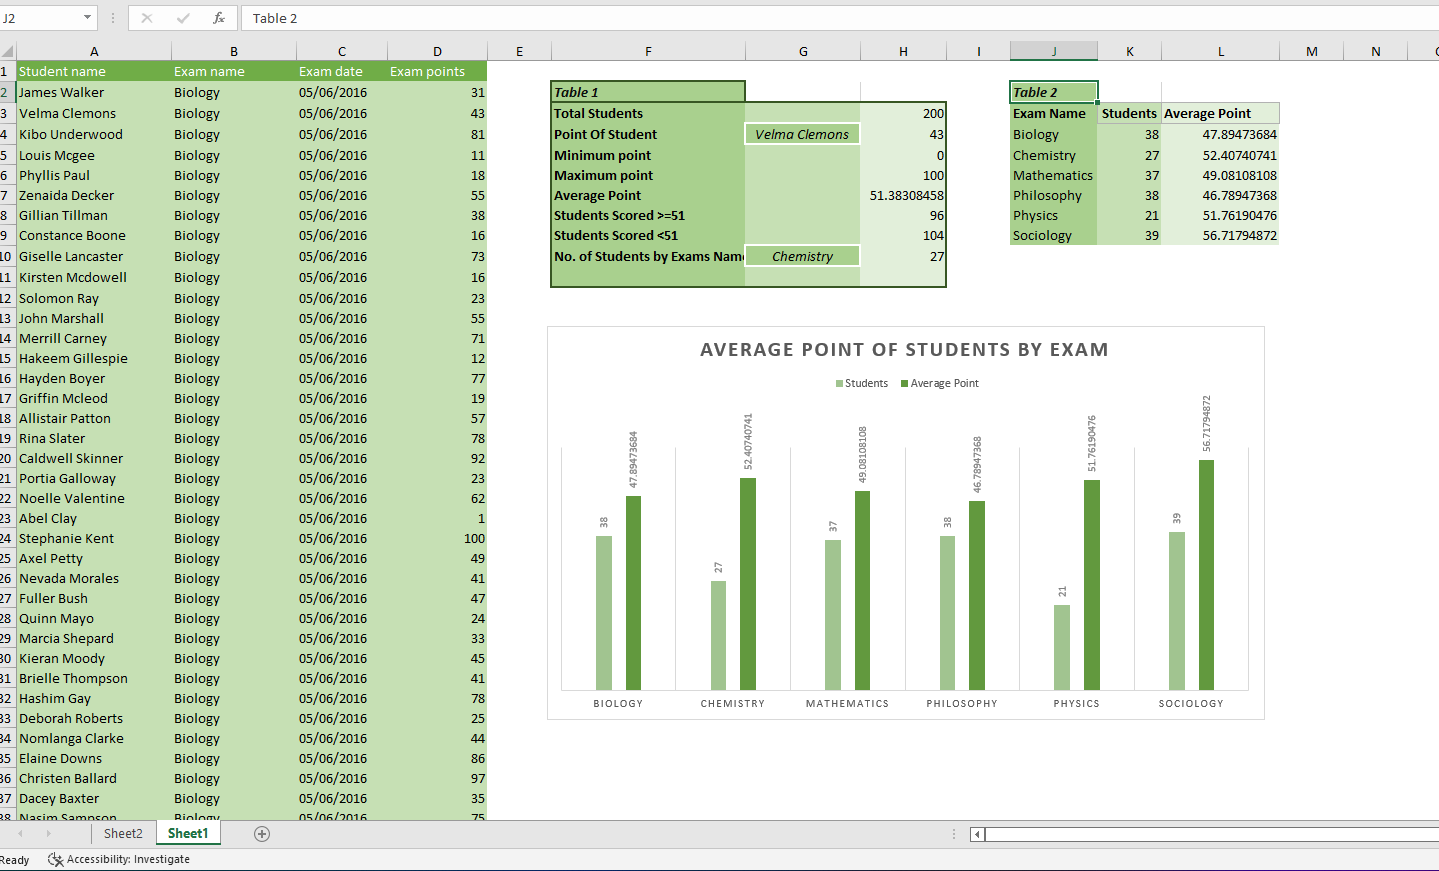 J2 fx Table 2
A B C D E F G H I J K L M N
1 Student name Exam name Exam date Exam points
2 James Walker Biology 05/06/2016 31 Table 1 Table 2
3 Velma Clemons Biology 05/06/2016 43 Total Students 200 Exam Name Students Average Point
4 Kibo Underwood Biology 05/06/2016 81 Point Of Student Velma Clemons 43 Biology 38 47.89473684
5 Louis Mcgee Biology 05/06/2016 11 Minimum point 0 Chemistry 27 52.40740741
6 Phyllis Paul Biology 05/06/2016 18 Maximum point 100 Mathematics 37 49.08108108
7 Zenaida Decker Biology 05/06/2016 55 Average Point 51.38308458 Philosophy 38 46.78947368
8 Gillian Tillman Biology 05/06/2016 38 Students Scored >=51 96 Physics 21 51.76190476
9 Constance Boone Biology 05/06/2016 16 Students Scored <51 104 Sociology 39 56.71794872
10 Giselle Lancaster Biology 05/06/2016 73 No. of Students by Exams Nam Chemistry 27
11 Kirsten Mcdowell Biology 05/06/2016 16
12 Solomon Ray Biology 05/06/2016 23
13 John Marshall Biology 05/06/2016 55
14 Merrill Carney Biology 05/06/2016 71
15 Hakeem Gillespie Biology 05/06/2016 12
16 Hayden Boyer Biology 05/06/2016 77
17 Griffin Mcleod Biology 05/06/2016 19
18 Allistair Patton Biology 05/06/2016 57
19 Rina Slater Biology 05/06/2016 78
20 Caldwell Skinner Biology 05/06/2016 92
21 Portia Galloway Biology 05/06/2016 23
22 Noelle Valentine Biology 05/06/2016 62
23 Abel Clay Biology 05/06/2016 1
24 Stephanie Kent Biology 05/06/2016 100
25 Axel Petty Biology 05/06/2016 49
26 Nevada Morales Biology 05/06/2016 41
27 Fuller Bush Biology 05/06/2016 47
28 Quinn Mayo Biology 05/06/2016 24
29 Marcia Shepard Biology 05/06/2016 33
30 Kieran Moody Biology 05/06/2016 45
31 Brielle Thompson Biology 05/06/2016 41
32 Hashim Gay Biology 05/06/2016 78
33 Deborah Roberts Biology 05/06/2016 25
34 Nomlanga Clarke Biology 05/06/2016 44
35 Elaine Downs Biology 05/06/2016 86
36 Christen Ballard Biology 05/06/2016 97
37 Dacey Baxter Biology 05/06/2016 35
38 Nasim Sampson Biology 05/06/2016 75
AVERAGE POINT OF STUDENTS BY EXAM
Students Average Point
38 47.89473684 27 52.40740741 37 49.08108108 38 46.78947368 21 51.76190476 39 56.71794872
BIOLOGY CHEMISTRY MATHEMATICS PHILOSOPHY PHYSICS SOCIOLOGY
Sheet2 Sheet1
Ready Accessibility: Investigate